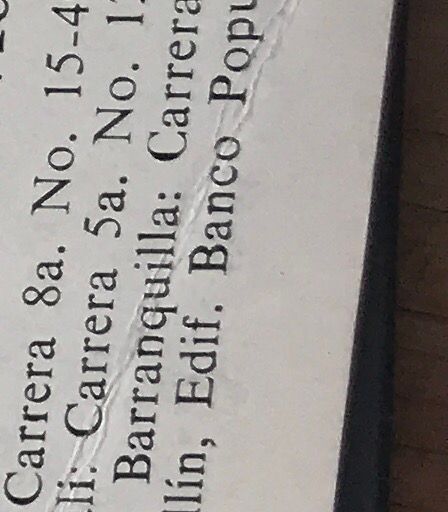 Carrera 8a. No. 15-4
li: Carrera 5a. No. 1
Barranquilla: Carrera
llín, Edif. Banco Popu